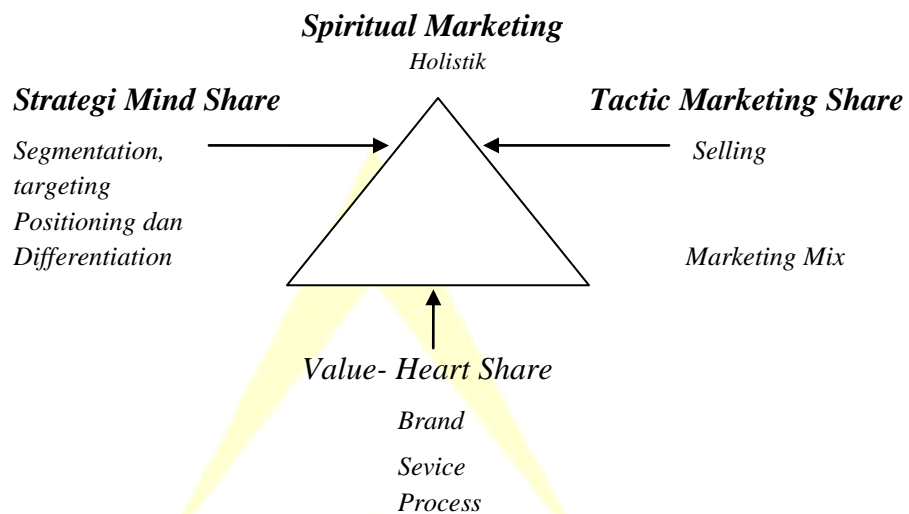 Spiritual Marketing
Holistik
Strategi Mind Share
Tactic Marketing Share
Segmentation,
targeting
Positioning dan
Differentiation
Selling
Marketing Mix
Value- Heart Share
Brand
Sevice
Process